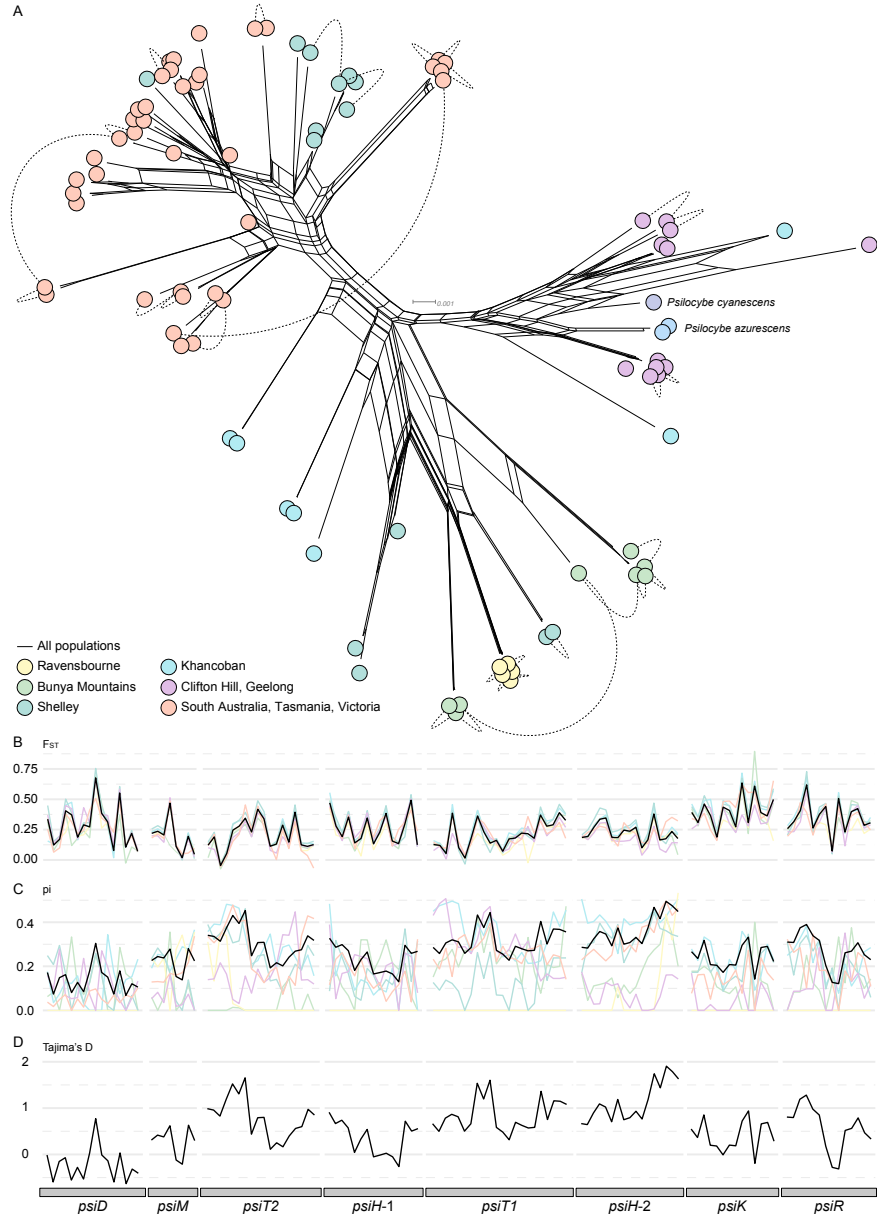 A
0.001
Psilocybe cyanescens
Psilocybe azurescens
All populations
Ravensbourne
Khancoban
Bunya Mountains
Clifton Hill, Geelong
Shelley
South Australia, Tasmania, Victoria
B
FST
0.75
0.50
0.25
0.00
C
pi
0.4
0.2
0.0
D
Tajima's D
2
1
0
psiD psiM psiT2 psiH-1 psiT1 psiH-2 psiK psiR